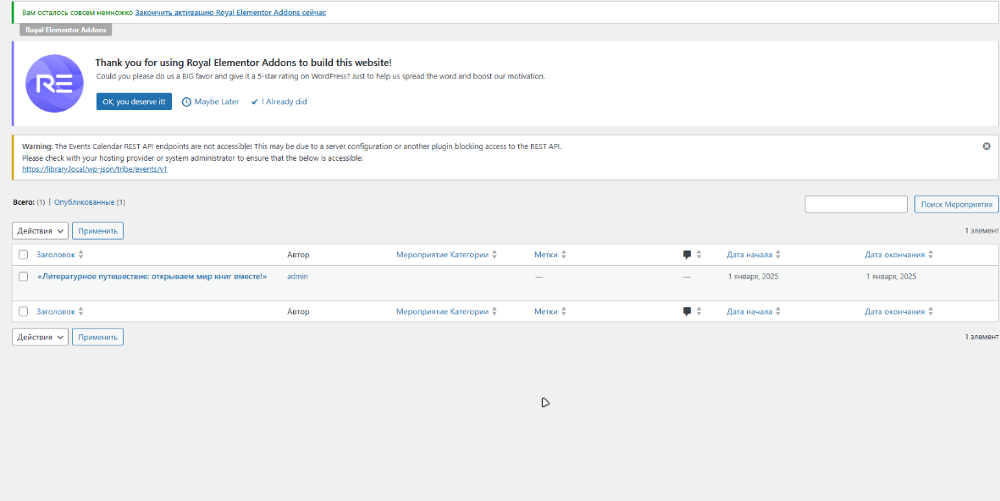 Вам осталось совсем немножко Закончить активацию Royal Elementor Addons сейчас
Royal Elementor Addons
RE
Thank you for using Royal Elementor Addons to build this website!
Could you please do us a BIG favor and give it a 5-star rating on WordPress? Just to help us spread the word and boost our motivation.
OK, you deserve it! Maybe Later I Already did
Warning: The Events Calendar REST API endpoints are not accessible! This may be due to a server configuration or another plugin blocking access to the REST API.
Please check with your hosting provider or system administrator to ensure that the below is accessible:
https://library.local/wp-json/tribe/events/v1
Всего: (1) | Опубликованные (1)
Поиск Мероприятия
Действия Применить 1 элемент
Заголовок Автор Мероприятие Категории Метки Дата начала Дата окончания
«Литературное путешествие: открываем мир книг вместе!» admin — — 1 января, 2025 1 января, 2025
Заголовок Автор Мероприятие Категории Метки Дата начала Дата окончания
Действия Применить 1 элемент